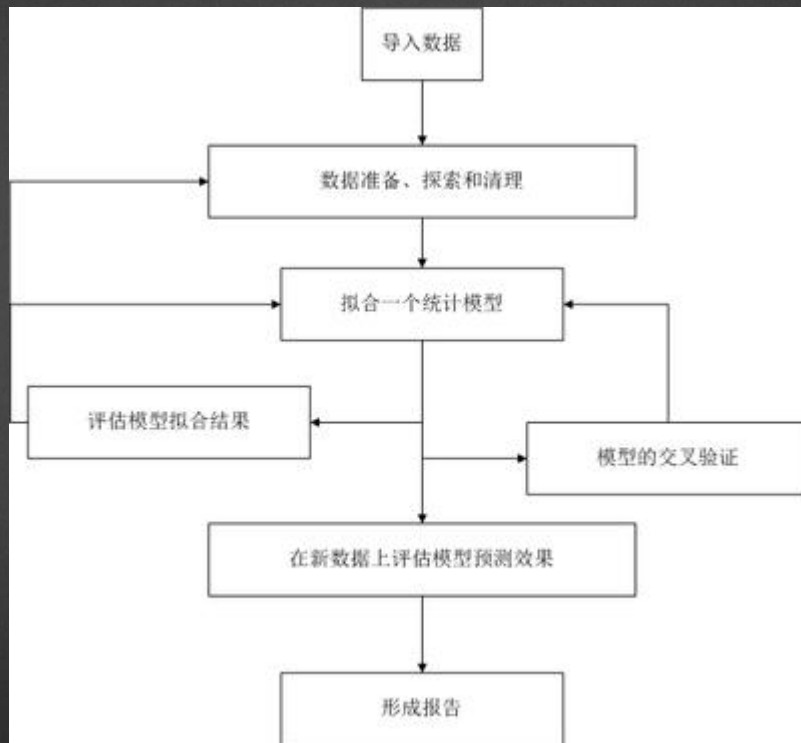 导入数据
数据准备、探索和清理
拟合一个统计模型
评估模型拟合结果
模型的交叉验证
在新数据上评估模型预测效果
形成报告